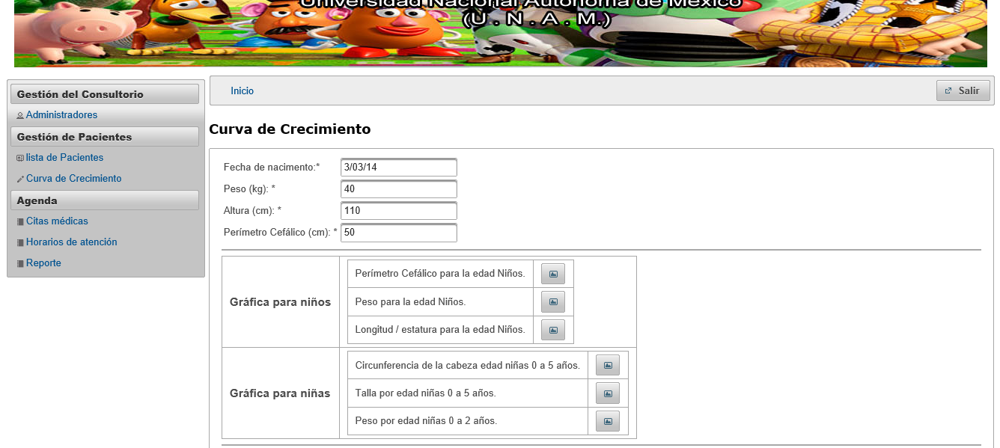 Universidad Nacional Autónoma de México
(U . N . A . M.)
Gestión del Consultorio
Administradores
Gestión de Pacientes
lista de Pacientes
Curva de Crecimiento
Agenda
Citas médicas
Horarios de atención
Reporte
Inicio
Salir
Curva de Crecimiento
Fecha de nacimiento:* 3/03/14
Peso (kg): * 40
Altura (cm): * 110
Perímetro Cefálico (cm): * 50
Gráfica para niños
Perímetro Cefálico para la edad Niños.
Peso para la edad Niños.
Longitud / estatura para la edad Niños.
Gráfica para niñas
Circunferencia de la cabeza edad niñas 0 a 5 años.
Talla por edad niñas 0 a 5 años.
Peso por edad niñas 0 a 2 años.